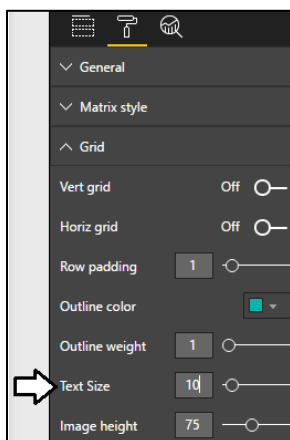 General
Matrix style
Grid
Vert grid Off
Horiz grid Off
Row padding 1
Outline color
Outline weight 1
Text Size 10
Image height 75